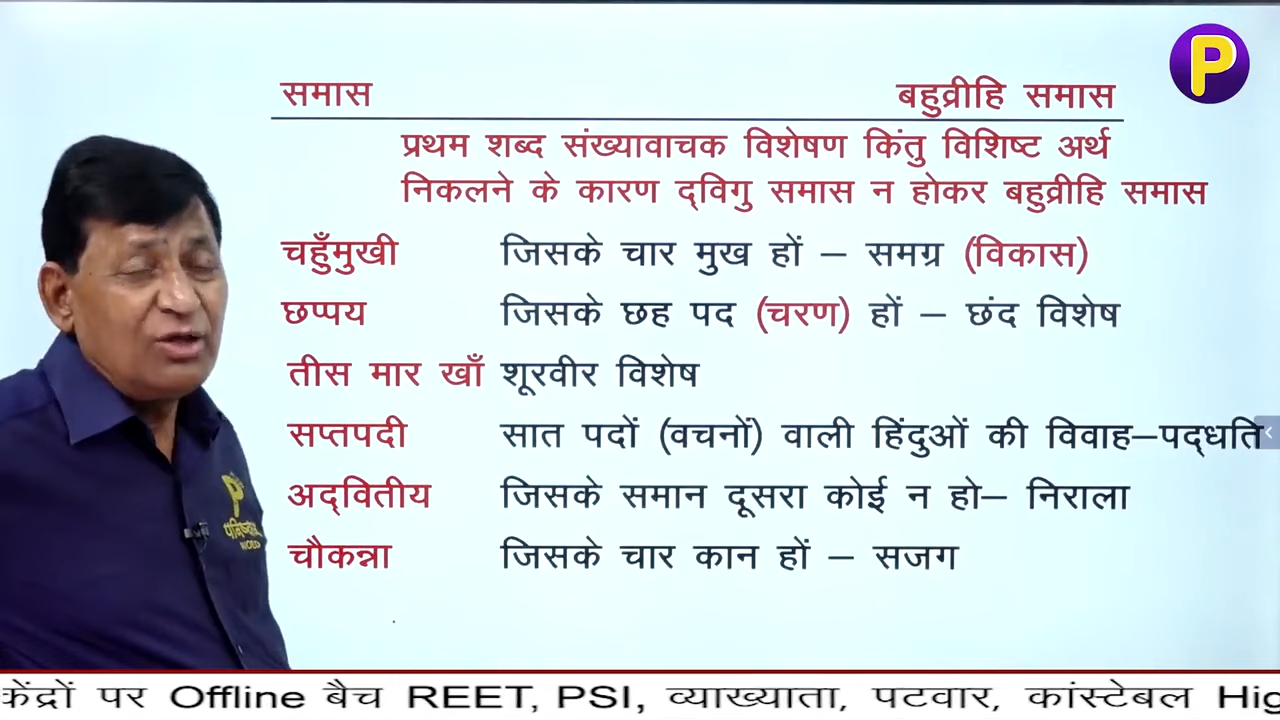 P
समास बहुव्रीहि समास
प्रथम शब्द संख्यावाचक विशेषण किंतु विशिष्ट अर्थ
निकलने के कारण द्‌विगु समास न होकर बहुव्रीहि समास
चहुँमुखी जिसके चार मुख हों – समग्र (विकास)
छप्पय जिसके छह पद (चरण) हों – छंद विशेष
तीस मार खाँ शूरवीर विशेष
सप्तपदी सात पदों (वचनों) वाली हिंदुओं की विवाह–पद्‌धति
अद्‌वितीय जिसके समान दूसरा कोई न हो– निराला
चौकन्ना जिसके चार कान हों – सजग
केंद्रों पर Offline बैच REET, PSI, व्याख्याता, पटवार, कांस्टेबल Hig